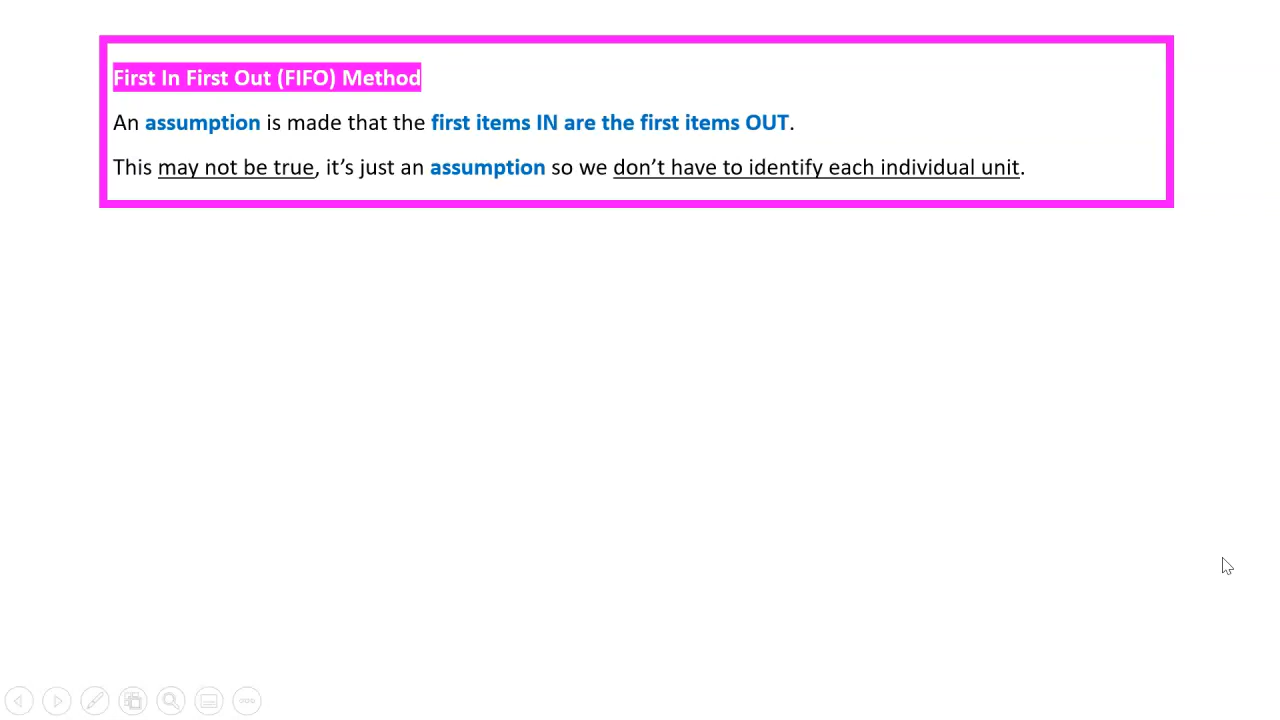 First In First Out (FIFO) Method
An assumption is made that the first items IN are the first items OUT.
This may not be true, it’s just an assumption so we don’t have to identify each individual unit.